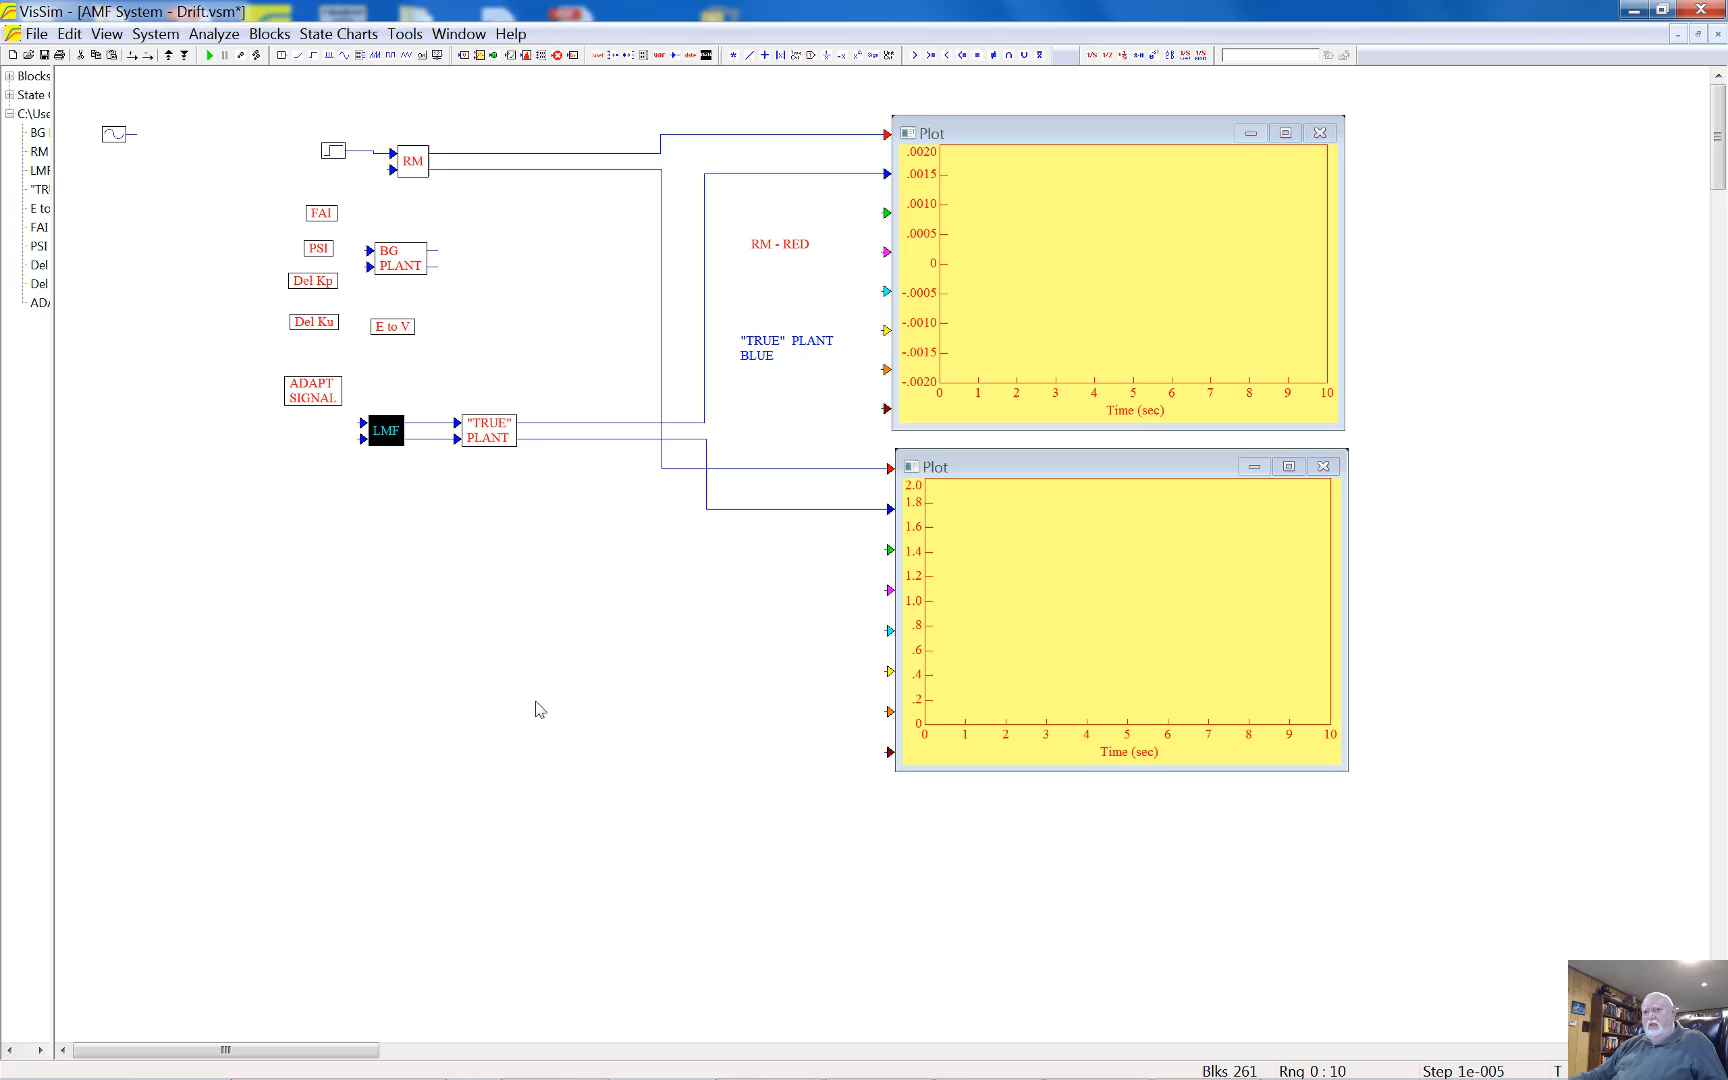 VisSim - [AMF System - Drift.vsm*]
File Edit View System Analyze Blocks State Charts Tools Window Help
Blocks
State
C:\Use
BG
RM
LMF
"TR
E to
FAI
PSI
Del
Del
ADA
RM
FAI
PSI
BG
PLANT
Del Kp
Del Ku
E to V
ADAPT
SIGNAL
LMF
"TRUE"
PLANT
RM - RED
"TRUE" PLANT
BLUE
Plot
.0020
.0015
.0010
.0005
0
-.0005
-.0010
-.0015
-.0020
0 1 2 3 4 5 6 7 8 9 10
Time (sec)
Plot
2.0
1.8
1.6
1.4
1.2
1.0
.8
.6
.4
.2
0
0 1 2 3 4 5 6 7 8 9 10
Time (sec)
Blks 261 Rng 0 : 10 Step 1e-005 T